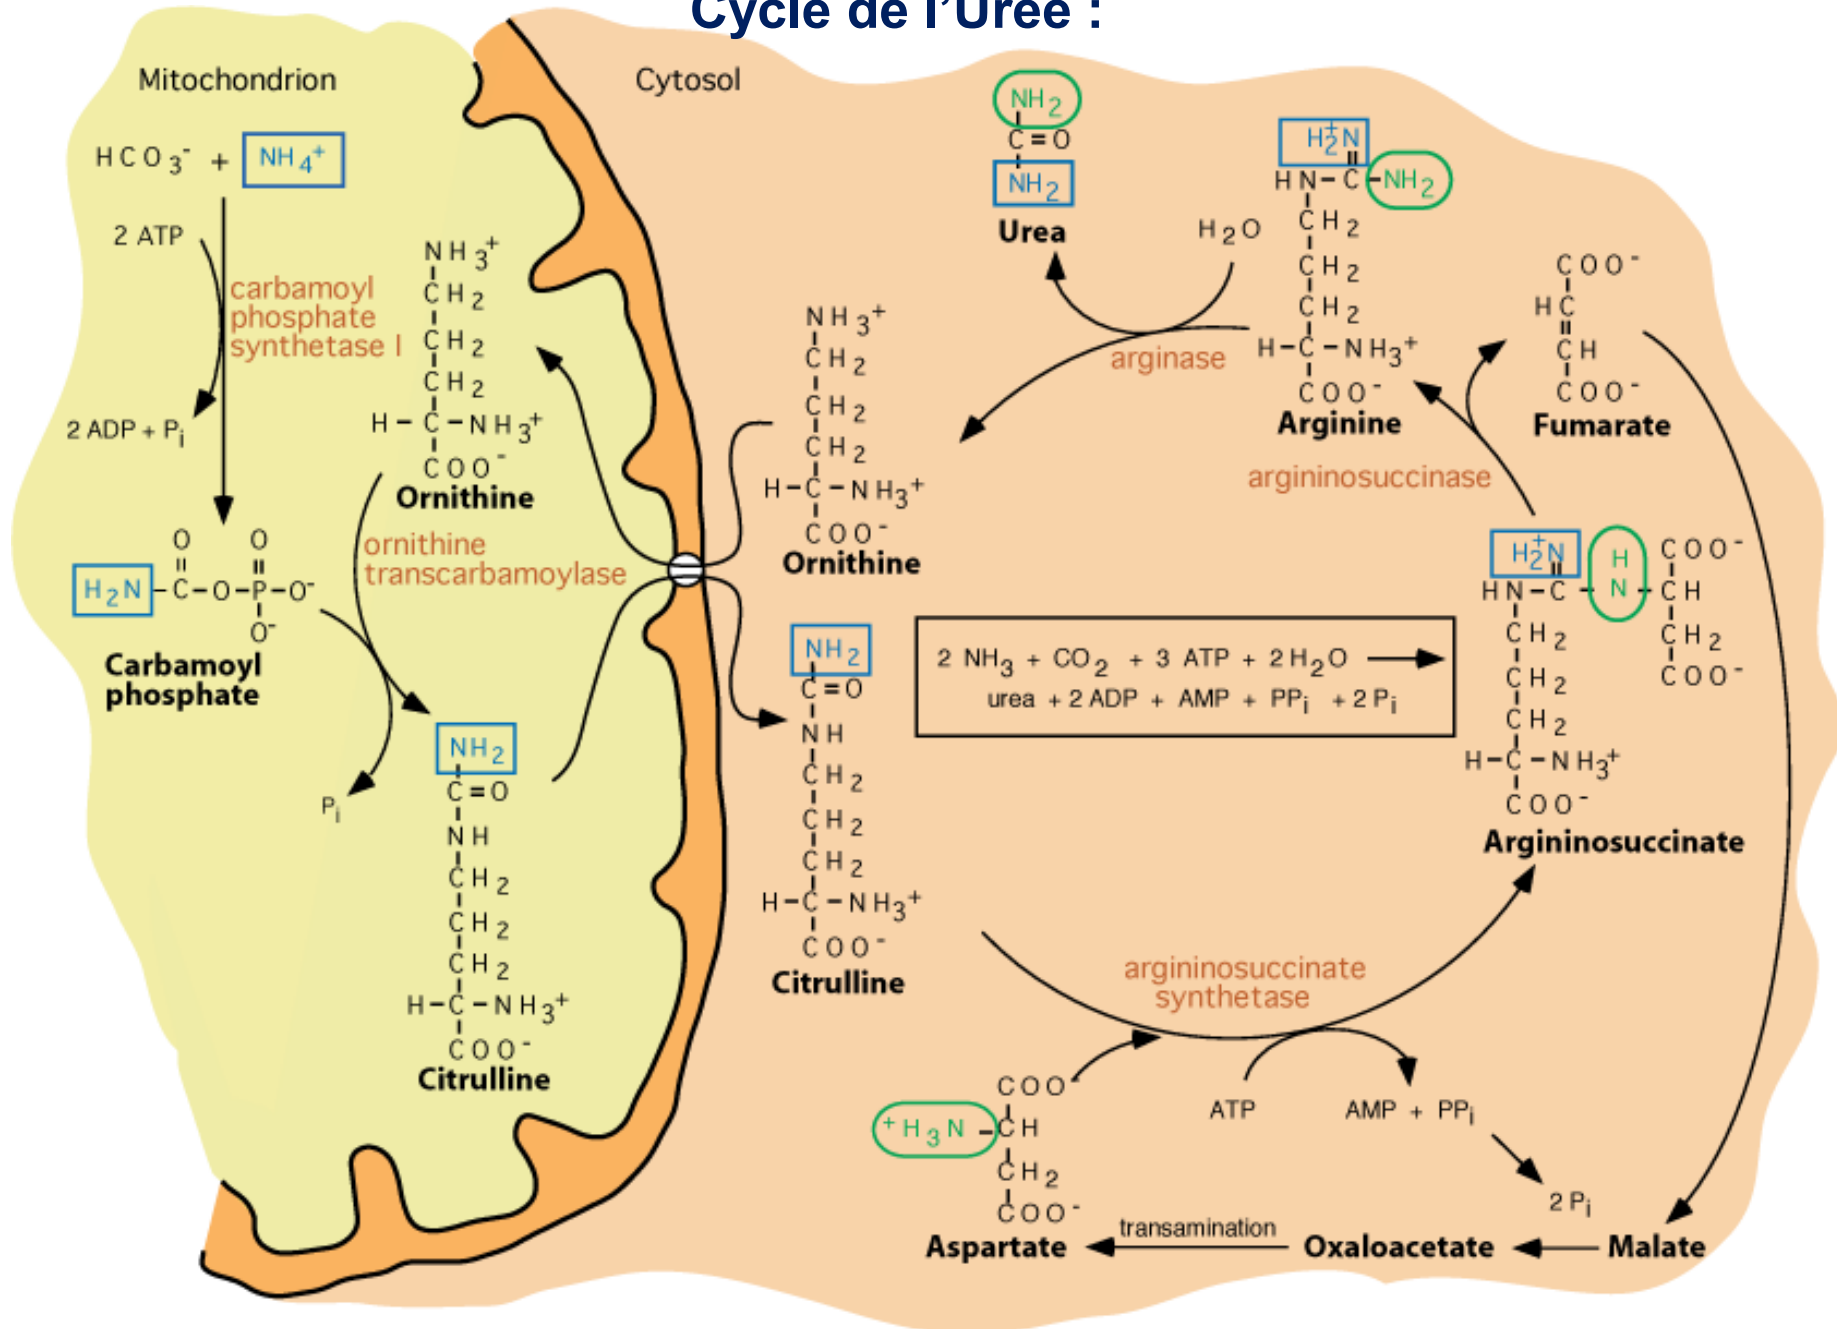 Cycle de l’Urée :
Mitochondrion
Cytosol
HCO3- + NH4+
2 ATP
carbamoyl
phosphate
synthetase I
2 ADP + Pi
NH3+
CH2
CH2
CH2
H-C-NH3+
COO-
Ornithine
ornithine
transcarbamoylase
O O
H2N-C-O-P-O-
O-
Carbamoyl
phosphate
Pi
NH2
C=O
NH
CH2
CH2
CH2
H-C-NH3+
COO-
Citrulline
NH2
C=O
NH2
Urea
H2O
arginase
H2+N
HN-C-NH2
CH2
CH2
CH2
H-C-NH3+
COO-
Arginine
COO-
HC
CH
COO-
Fumarate
argininosuccinase
NH3+
CH2
CH2
CH2
H-C-NH3+
COO-
Ornithine
NH2
C=O
NH
CH2
CH2
CH2
H-C-NH3+
COO-
Citrulline
2 NH3 + CO2 + 3 ATP + 2H2O →
urea + 2 ADP + AMP + PPi + 2 Pi
H2+N H COO-
HN-C-N-CH
CH2 CH2
CH2 COO-
CH2
H-C-NH3+
COO-
Argininosuccinate
argininosuccinate
synthetase
COO-
+H3N-CH
CH2
COO-
Aspartate
ATP
AMP + PPi
2 Pi
transamination
Oxaloacetate
Malate